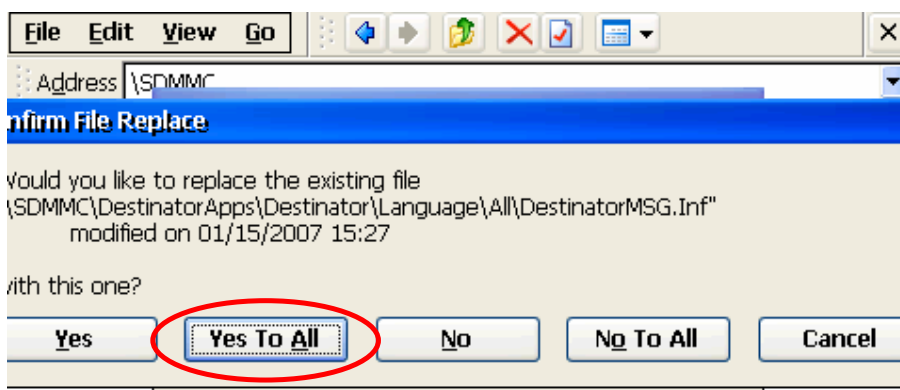 File Edit View Go
Address \SDMMC
nfirm File Replace
Would you like to replace the existing file
\SDMMC\DestinatorApps\Destinator\Language\All\DestinatorMSG.Inf"
modified on 01/15/2007 15:27
with this one?
Yes Yes To All No No To All Cancel